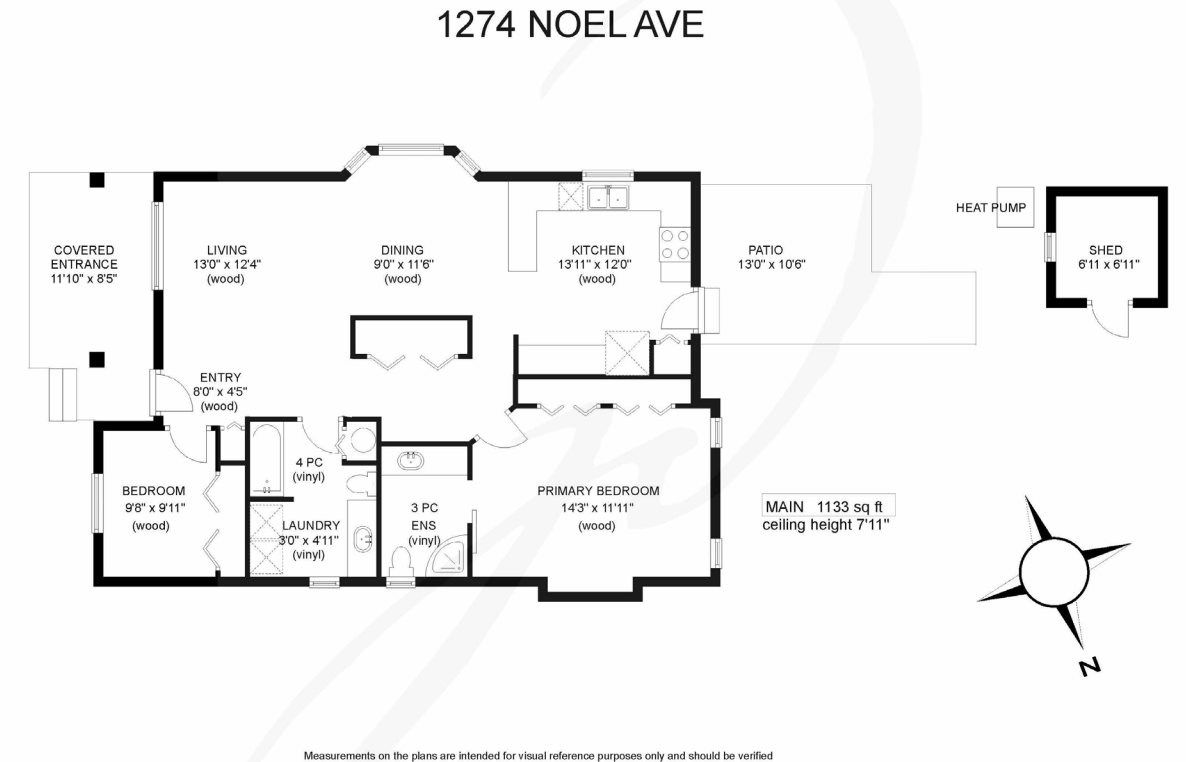 1274 NOEL AVE
COVERED
ENTRANCE
11'10" x 8'5"
LIVING
13'0" x 12'4"
(wood)
DINING
9'0" x 11'6"
(wood)
KITCHEN
13'11" x 12'0"
(wood)
PATIO
13'0" x 10'6"
HEAT PUMP
SHED
6'11 x 6'11"
ENTRY
8'0" x 4'5"
(wood)
BEDROOM
9'8" x 9'11"
(wood)
4 PC
(vinyl)
LAUNDRY
3'0" x 4'11"
(vinyl)
3 PC
ENS
(vinyl)
PRIMARY BEDROOM
14'3" x 11'11"
(wood)
MAIN 1133 sq ft
ceiling height 7'11"
N
Measurements on the plans are intended for visual reference purposes only and should be verified